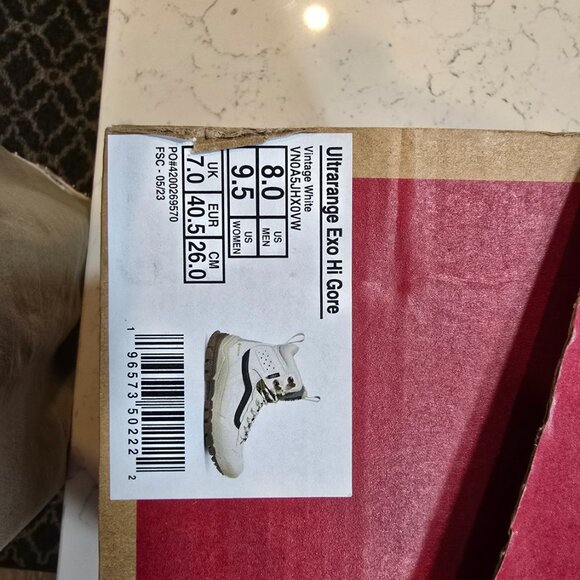 Ultrarange Exo Hi Gore
VN0A5JHX0VW
Vintage White
8.0 US MEN
9.5 US WOMEN
UK EUR CM
7.0 40.5 26.0
PO#4200269570
FSC - 05/23
1 96573 50222 2